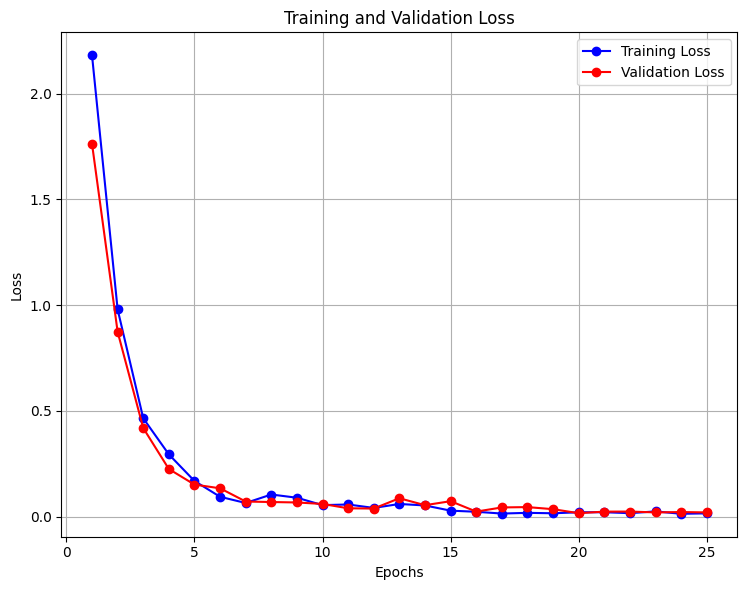 Training and Validation Loss
Training Loss
Validation Loss
Loss
2.0
1.5
1.0
0.5
0.0
0
5
10
15
20
25
Epochs